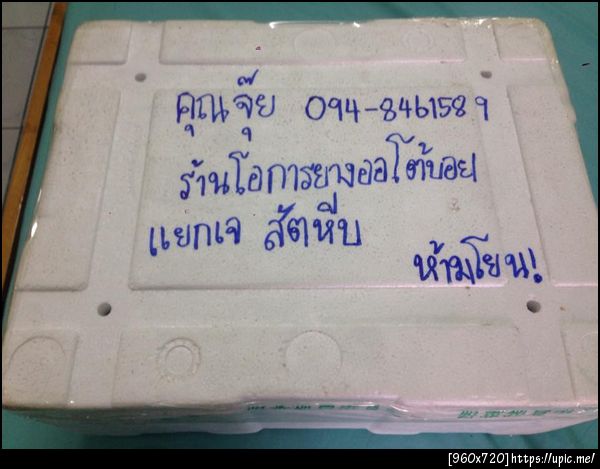 คุณจุ๊ย 094-8461589
ร้านโอการยางออโต้บอย
แยกเจ สัตหีบ
ห้ามโยน!
[960x720]https://upic.me/